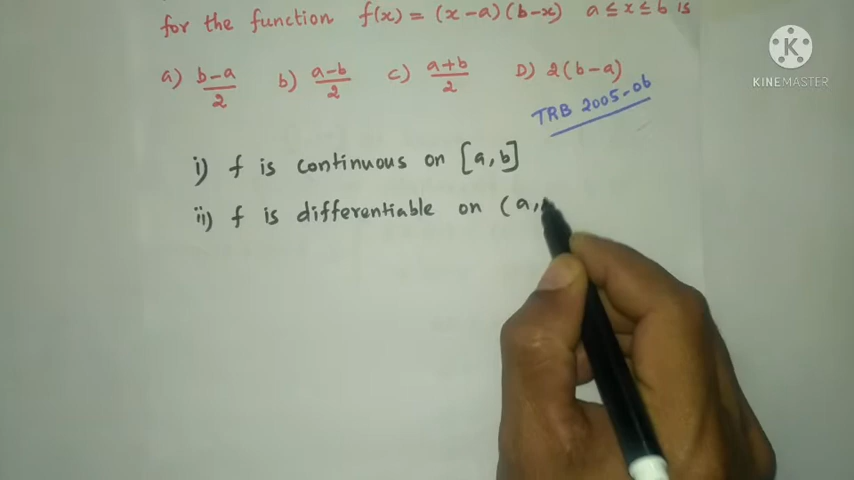 for the function f(x) = (x-a)(b-x) a ≤ x ≤ b is
a) b-a/2 b) a-b/2 c) a+b/2 D) 2(b-a)
TRB 2005-06
i) f is continuous on [a, b]
ii) f is differentiable on (a,
K
KINEMASTER